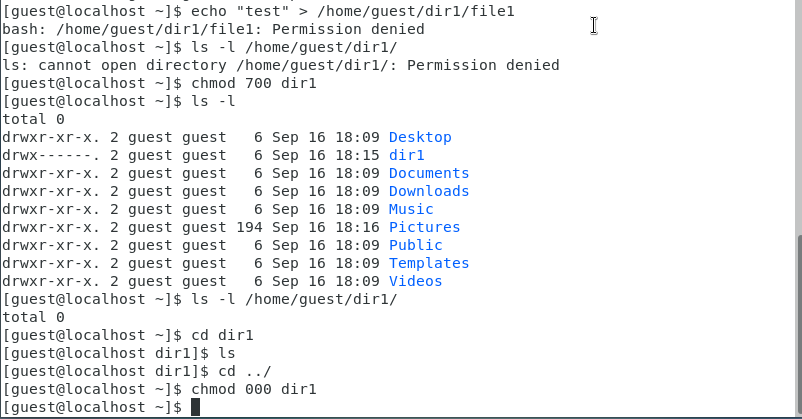 [guest@localhost ~]$ echo "test" > /home/guest/dir1/file1
bash: /home/guest/dir1/file1: Permission denied
[guest@localhost ~]$ ls -l /home/guest/dir1/
ls: cannot open directory /home/guest/dir1/: Permission denied
[guest@localhost ~]$ chmod 700 dir1
[guest@localhost ~]$ ls -l
total 0
drwxr-xr-x. 2 guest guest   6 Sep 16 18:09 Desktop
drwx------. 2 guest guest   6 Sep 16 18:15 dir1
drwxr-xr-x. 2 guest guest   6 Sep 16 18:09 Documents
drwxr-xr-x. 2 guest guest   6 Sep 16 18:09 Downloads
drwxr-xr-x. 2 guest guest   6 Sep 16 18:09 Music
drwxr-xr-x. 2 guest guest 194 Sep 16 18:16 Pictures
drwxr-xr-x. 2 guest guest   6 Sep 16 18:09 Public
drwxr-xr-x. 2 guest guest   6 Sep 16 18:09 Templates
drwxr-xr-x. 2 guest guest   6 Sep 16 18:09 Videos
[guest@localhost ~]$ ls -l /home/guest/dir1/
total 0
[guest@localhost ~]$ cd dir1
[guest@localhost dir1]$ ls
[guest@localhost dir1]$ cd ../
[guest@localhost ~]$ chmod 000 dir1
[guest@localhost ~]$